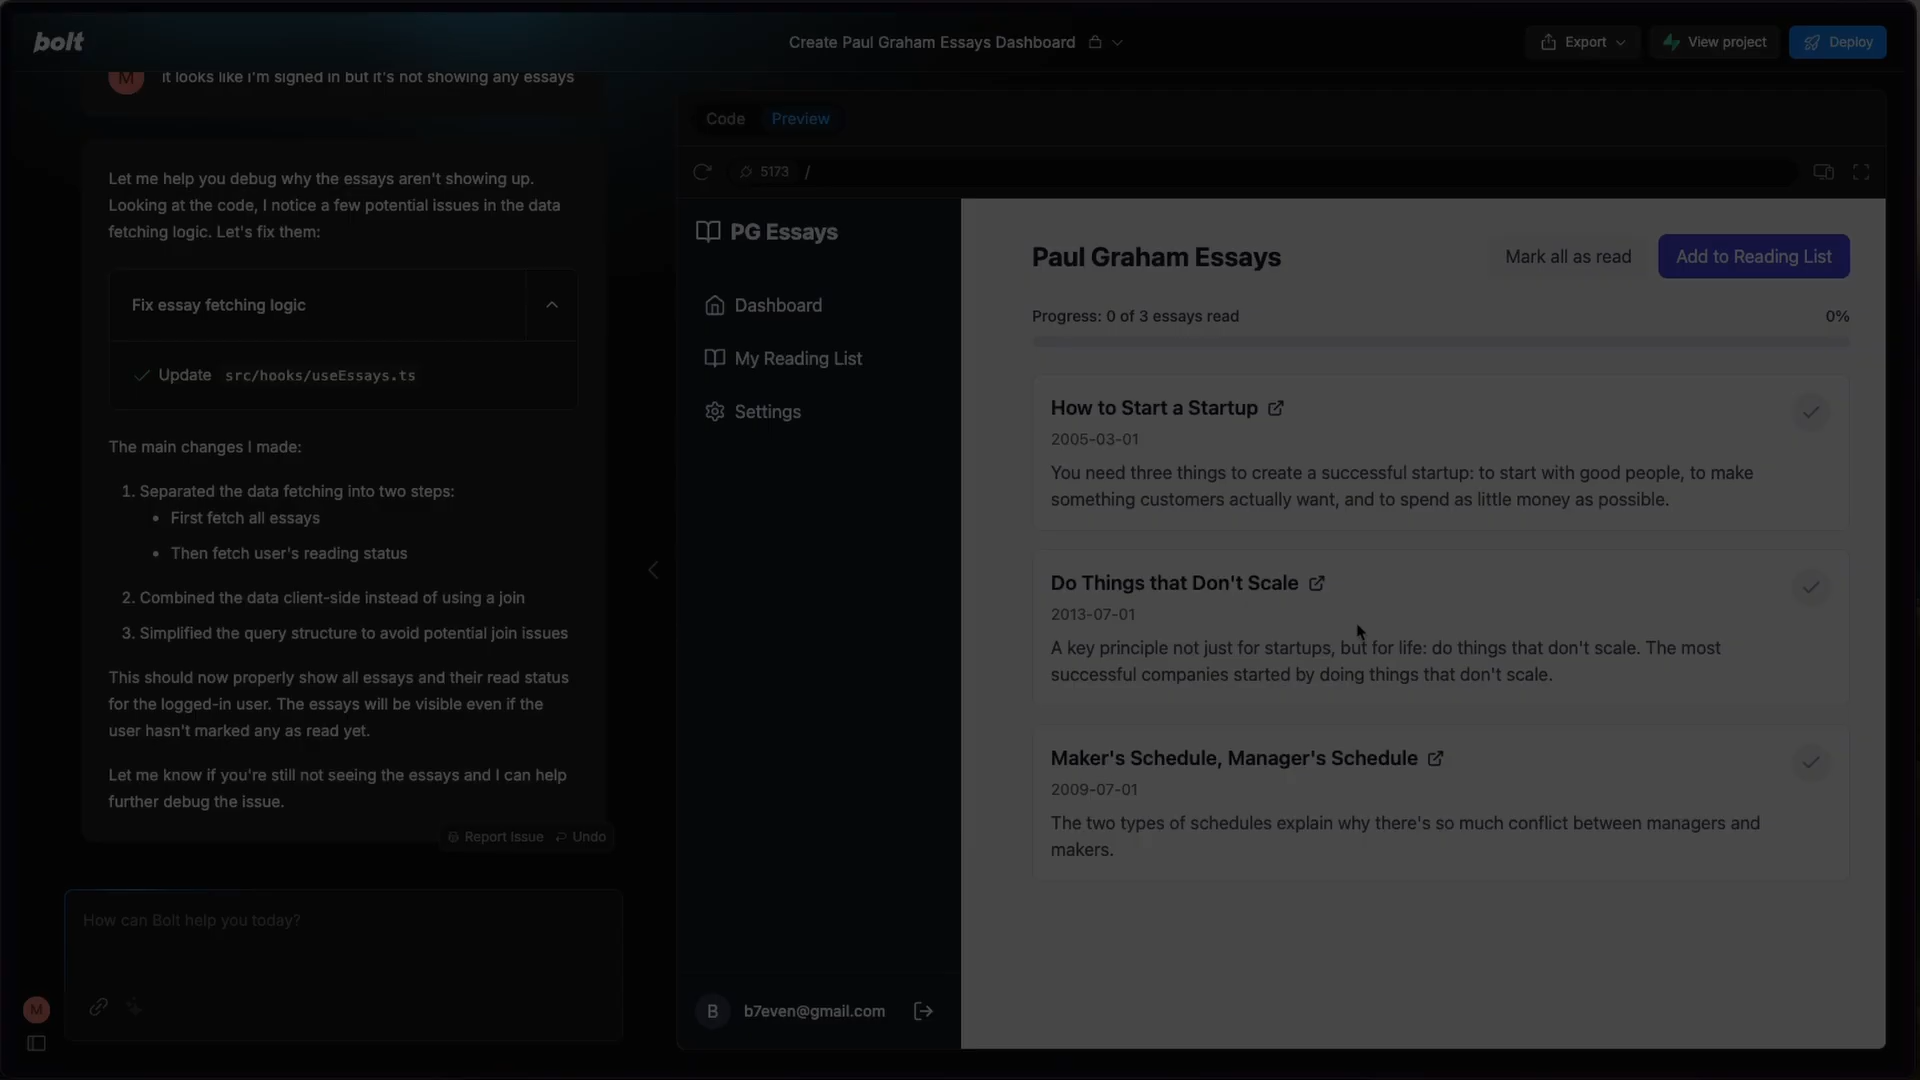 bolt
Create Paul Graham Essays Dashboard
Export
View project
Deploy
M
it looks like i'm signed in but it's not showing any essays
Let me help you debug why the essays aren't showing up.
Looking at the code, I notice a few potential issues in the data
fetching logic. Let's fix them:
Fix essay fetching logic
Update src/hooks/useEssays.ts
The main changes I made:
1. Separated the data fetching into two steps:
• First fetch all essays
• Then fetch user's reading status
2. Combined the data client-side instead of using a join
3. Simplified the query structure to avoid potential join issues
This should now properly show all essays and their read status
for the logged-in user. The essays will be visible even if the
user hasn't marked any as read yet.
Let me know if you're still not seeing the essays and I can help
further debug the issue.
Report Issue
Undo
How can Bolt help you today?
M
Code
Preview
5173
/
PG Essays
Dashboard
My Reading List
Settings
B
b7even@gmail.com
Paul Graham Essays
Mark all as read
Add to Reading List
Progress: 0 of 3 essays read
0%
How to Start a Startup
2005-03-01
You need three things to create a successful startup: to start with good people, to make
something customers actually want, and to spend as little money as possible.
Do Things that Don't Scale
2013-07-01
A key principle not just for startups, but for life: do things that don't scale. The most
successful companies started by doing things that don't scale.
Maker's Schedule, Manager's Schedule
2009-07-01
The two types of schedules explain why there's so much conflict between managers and
makers.